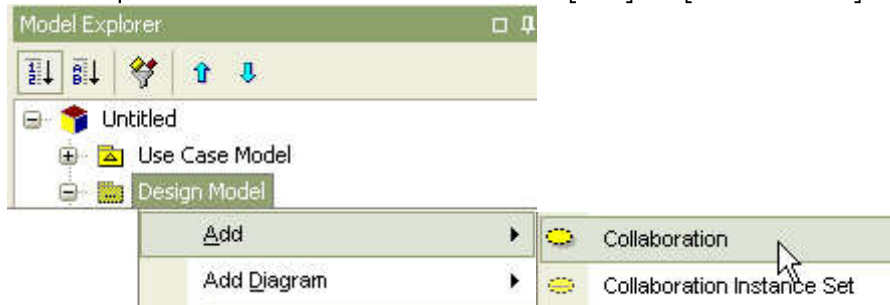 Model Explorer
Untitled
Use Case Model
Design Model
Add
Collaboration
Add Diagram
Collaboration Instance Set